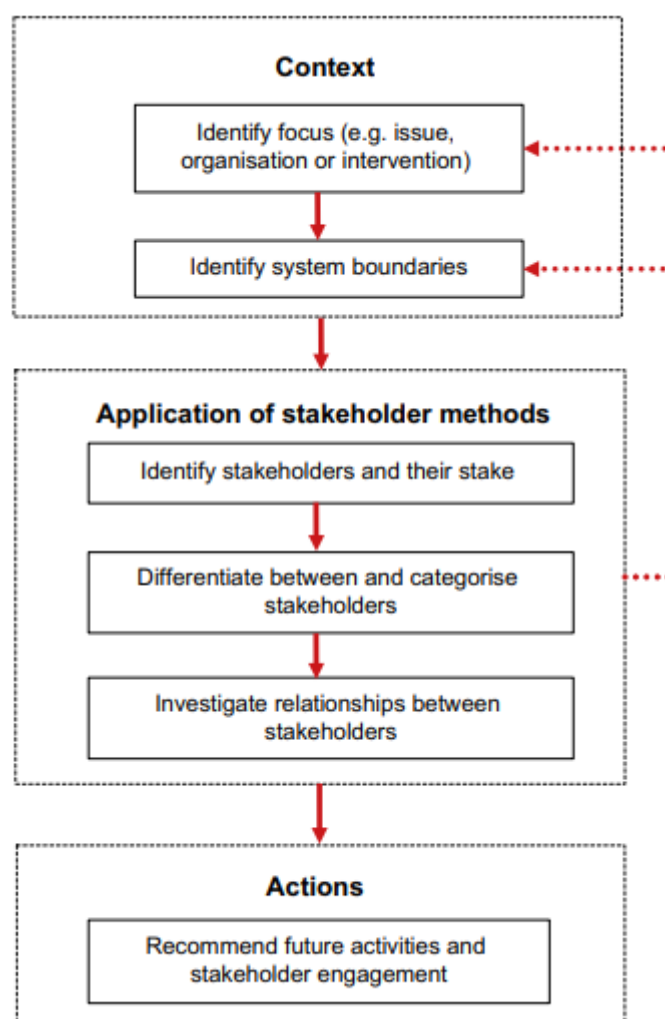 Context
Identify focus (e.g. issue,
organisation or intervention)
Identify system boundaries
Application of stakeholder methods
Identify stakeholders and their stake
Differentiate between and categorise
stakeholders
Investigate relationships between
stakeholders
Actions
Recommend future activities and
stakeholder engagement